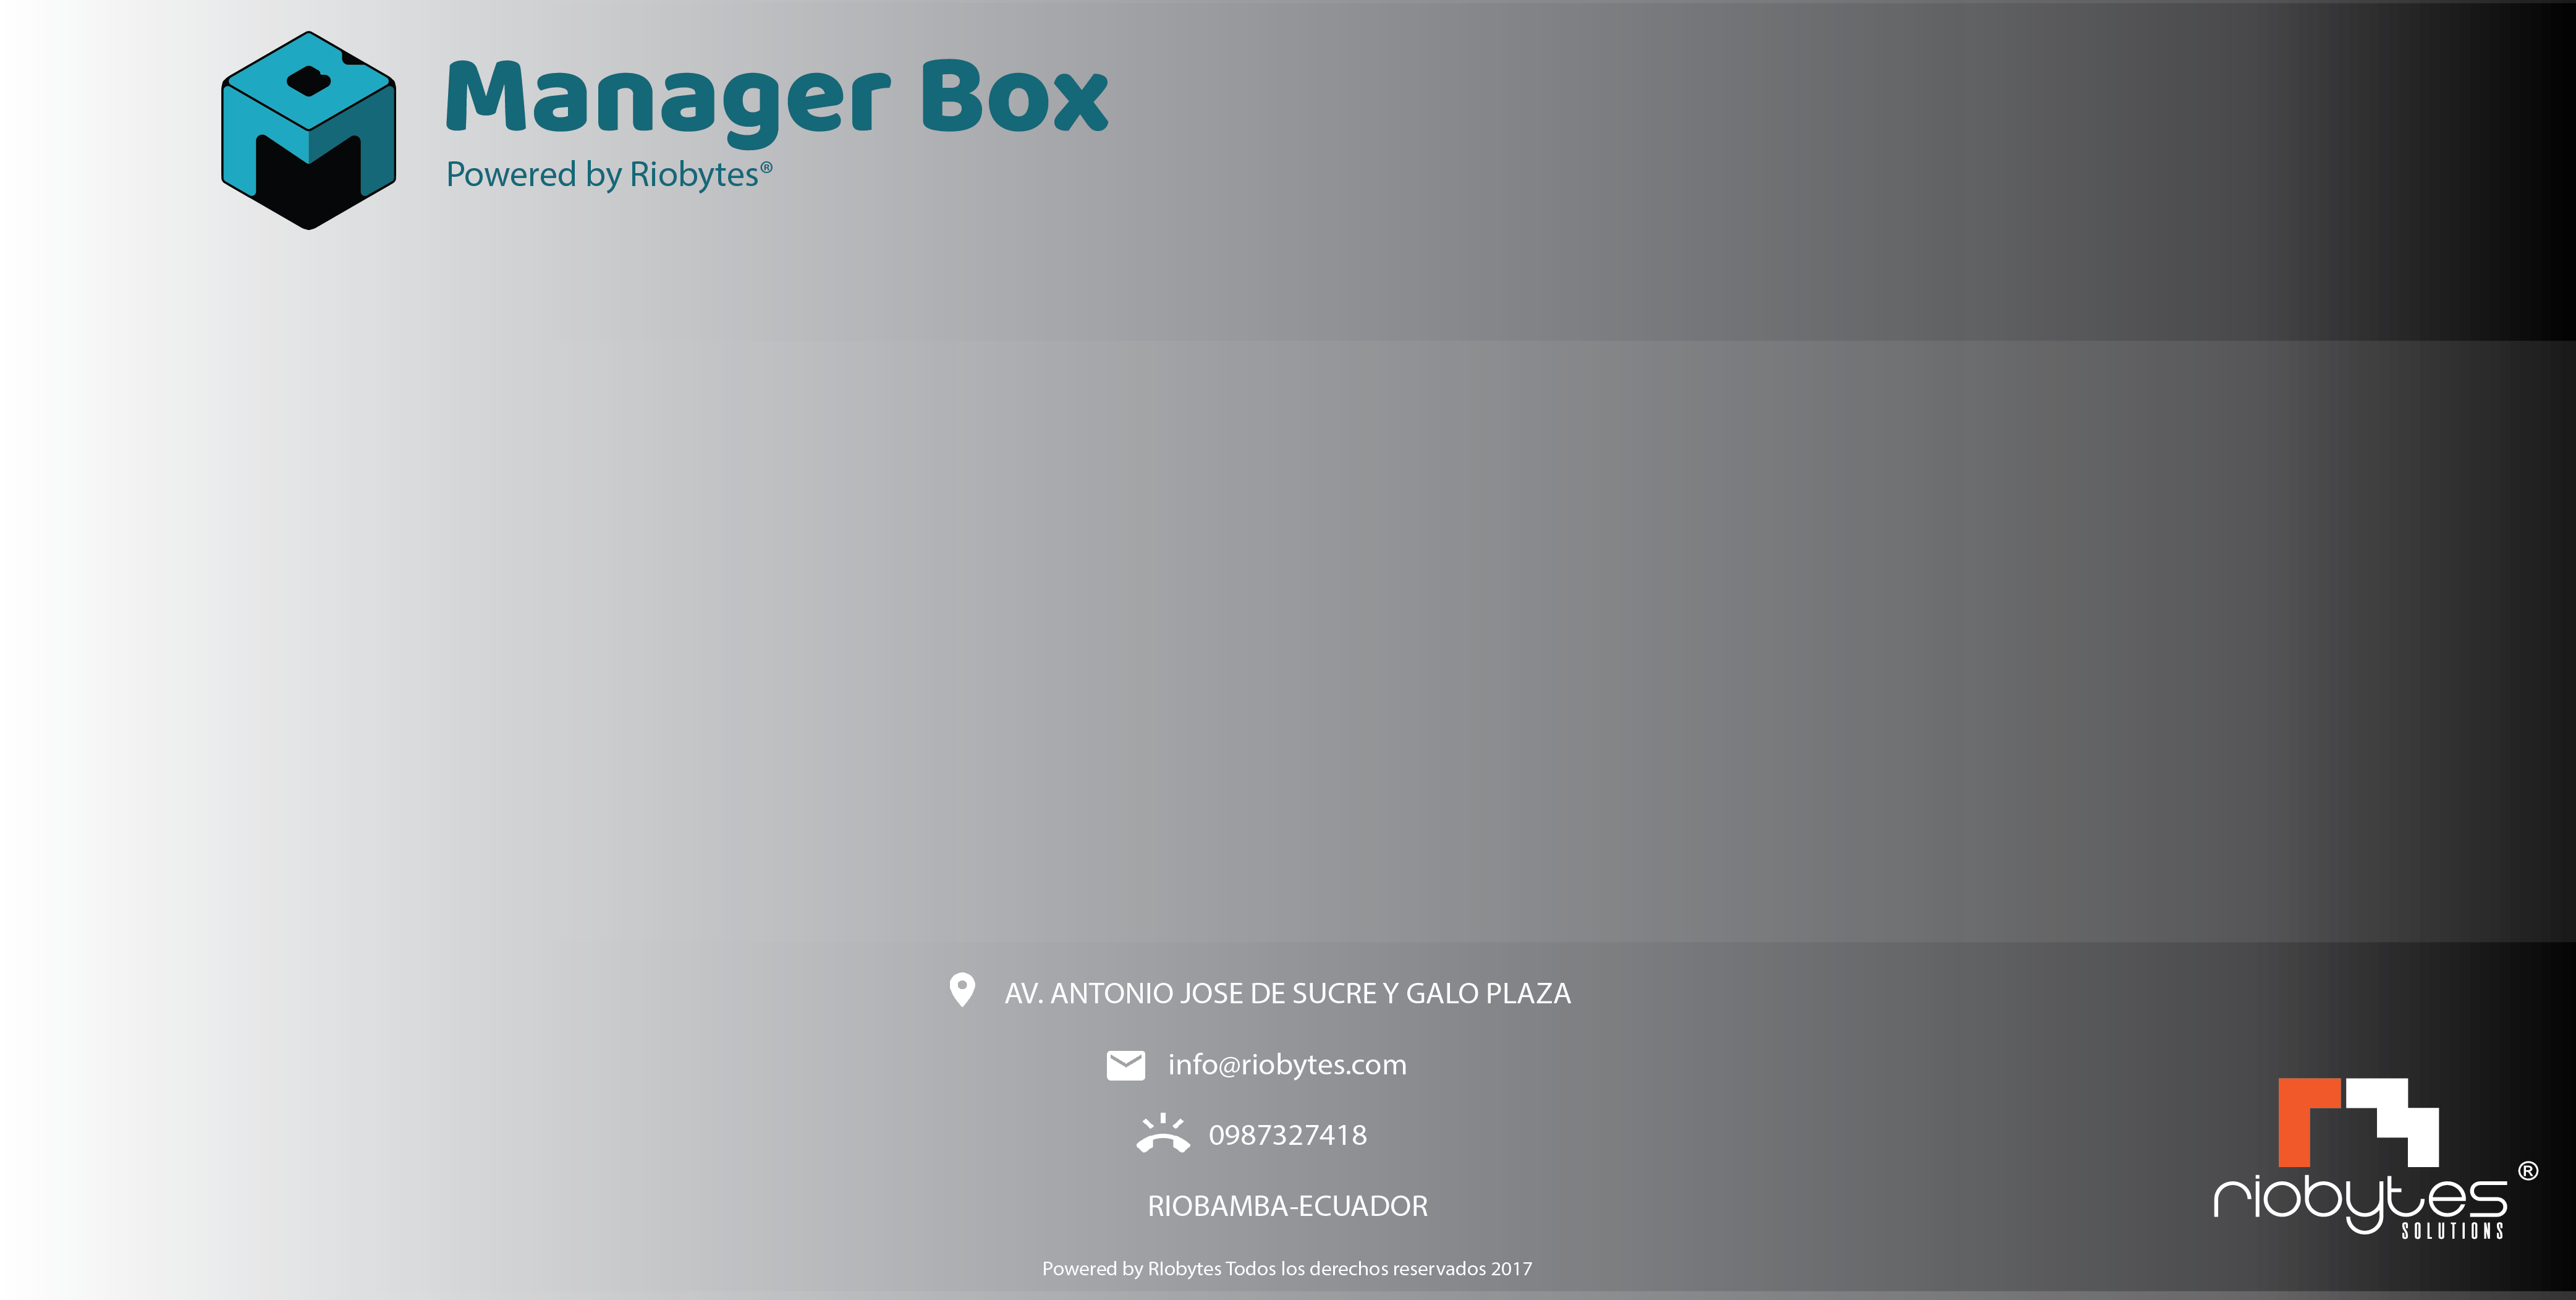 Manager Box
Powered by Riobytes®
AV. ANTONIO JOSE DE SUCRE Y GALO PLAZA
info@riobytes.com
0987327418
RIOBAMBA-ECUADOR
Powered by RIobytes Todos los derechos reservados 2017
riobytes®
SOLUTIONS